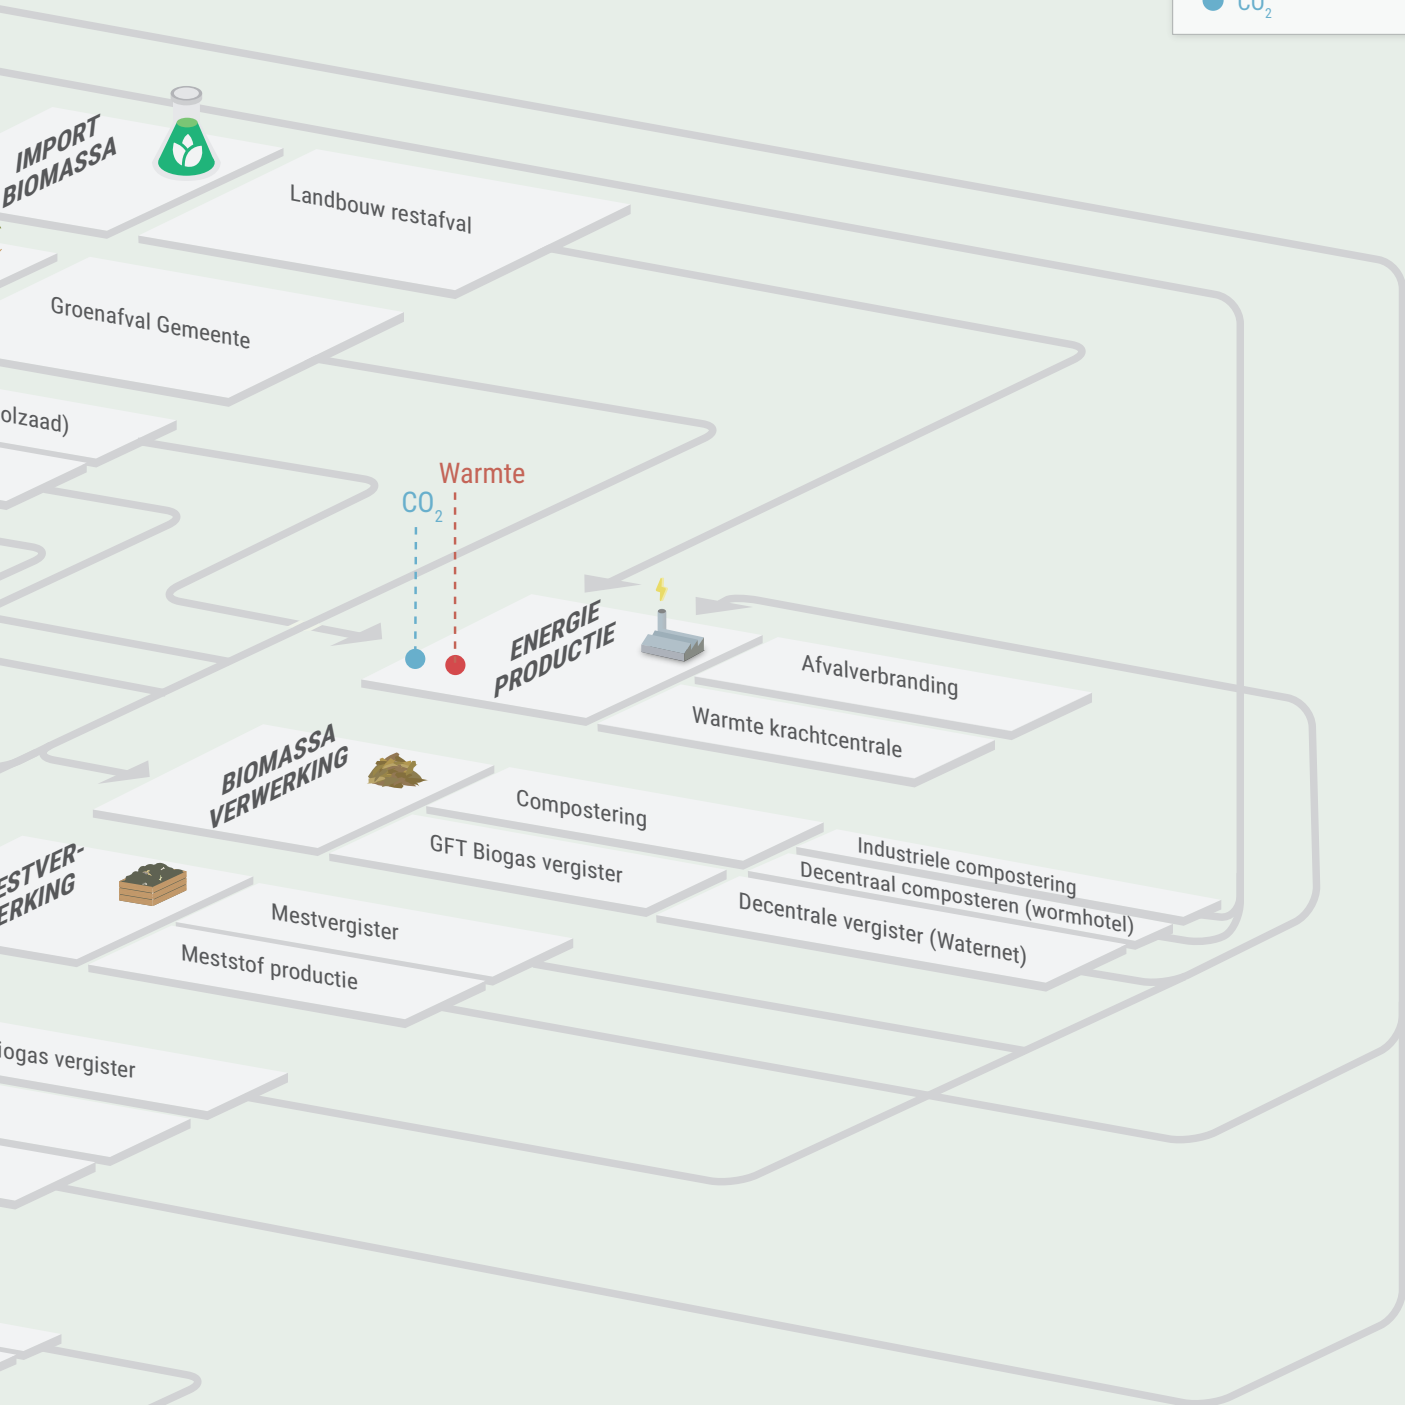 CO2
IMPORT
BIOMASSA
Landbouw restafval
Groenafval Gemeente
olzaad)
Warmte
CO2
ENERGIE
PRODUCTIE
Afvalverbranding
Warmte krachtcentrale
BIOMASSA
VERWERKING
Compostering
GFT Biogas vergister
Industriele compostering
Decentraal composteren (wormhotel)
Decentrale vergister (Waternet)
ESTVER-
ERKING
Mestvergister
Meststof productie
iogas vergister